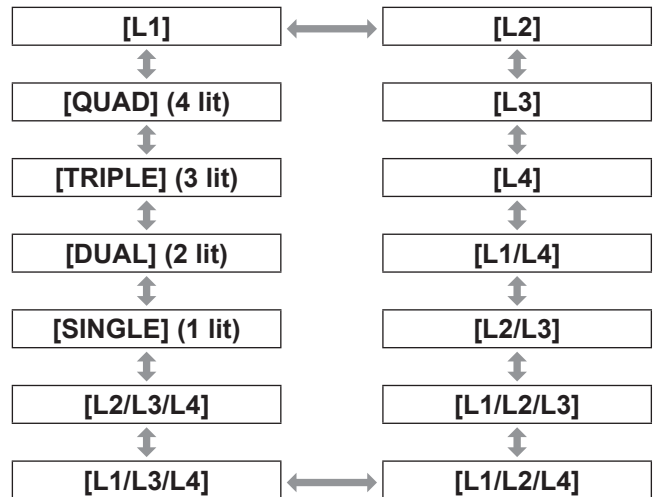 [L1]
[L2]
[QUAD] (4 lit)
[L3]
[TRIPLE] (3 lit)
[L4]
[DUAL] (2 lit)
[L1/L4]
[SINGLE] (1 lit)
[L2/L3]
[L2/L3/L4]
[L1/L2/L3]
[L1/L3/L4]
[L1/L2/L4]